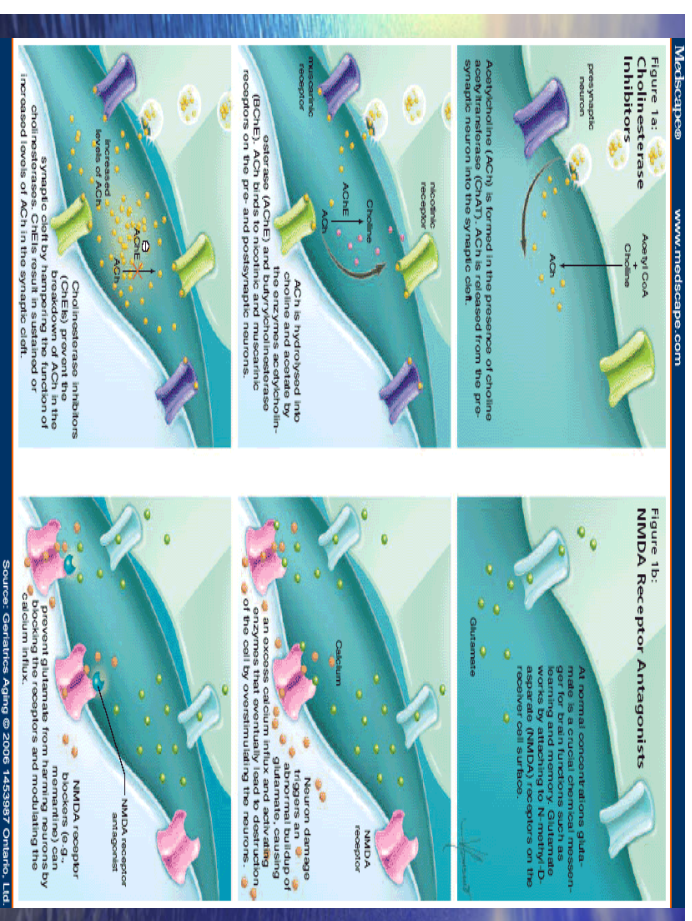 Medscape® www.medscape.com
Figure 1a:
Cholinesterase
Inhibitors
presynaptic
neuron
Acetyl CoA
+
Choline
ACh
Acetylcholine (ACh) is formed in the presence of choline
acetyltransferase (ChAT). ACh is released from the pre-
synaptic neuron into the synaptic cleft.
muscarinic
receptor
nicotinic
receptor
Choline
AChE
ACh
ACh is hydrolysed into
choline and acetate by
the enzymes acetylcholin-
esterase (AChE) and butyrylcholinesterase
(BChE). ACh binds to nicotinic and muscarinic
receptors on the pre- and postsynaptic neurons.
increased
levels of ACh
AChE
ACh
Cholinesterase inhibitors
(ChEIs) prevent the
breakdown of ACh in the
synaptic cleft by hampering the function of
cholinesterases. ChEIs result in sustained or
increased levels of ACh in the synaptic cleft.
Figure 1b:
NMDA Receptor Antagonists
At normal concentrations gluta-
mate is a crucial chemical messen-
ger for brain functions such as
learning and memory. Glutamate
works by attaching to N-methyl-D-
asparate (NMDA) receptors on the
receiver cell surface.
Glutamate
Calcium
NMDA
receptor
Neuron damage
triggers an
abnormal buildup of
glutamate, causing
an excess calcium influx and activating
enzymes that eventually lead to destruction
of the cell by overstimulating the neurons.
NMDA receptor
antagonist
NMDA receptor
blockers (e.g.,
memantine) can
prevent glutamate from harming neurons by
blocking the receptors and modulating the
calcium influx.
Source: Geriatrics Aging © 2006 1453987 Ontario, Ltd.